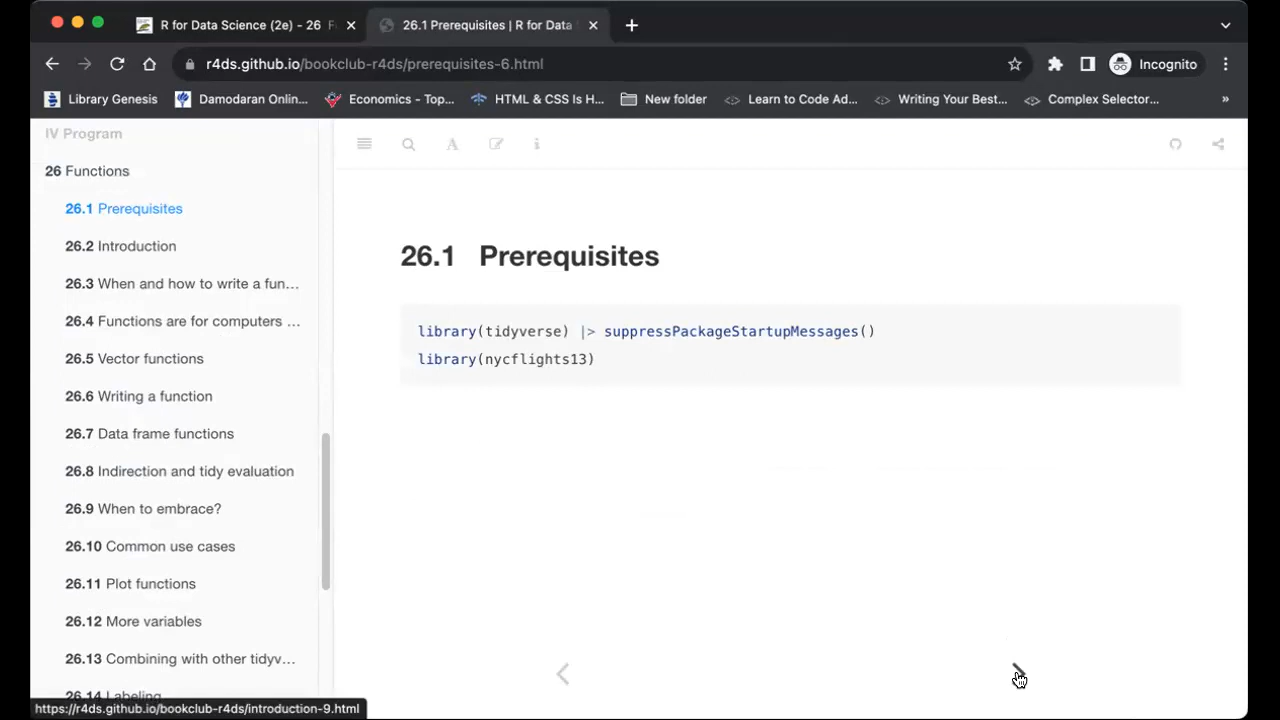 R for Data Science (2e) - 26
26.1 Prerequisites | R for Data
r4ds.github.io/bookclub-r4ds/prerequisites-6.html
Incognito
Library Genesis
Damodaran Onlin...
Economics - Top...
HTML & CSS Is H...
New folder
Learn to Code Ad...
Writing Your Best...
Complex Selector...
»
IV Program
26 Functions
26.1 Prerequisites
26.2 Introduction
26.3 When and how to write a fun...
26.4 Functions are for computers ...
26.5 Vector functions
26.6 Writing a function
26.7 Data frame functions
26.8 Indirection and tidy evaluation
26.9 When to embrace?
26.10 Common use cases
26.11 Plot functions
26.12 More variables
26.13 Combining with other tidyv...
26.14 Labeling
https://r4ds.github.io/bookclub-r4ds/introduction-9.html
26.1 Prerequisites
library(tidyverse) |> suppressPackageStartupMessages()
library(nycflights13)